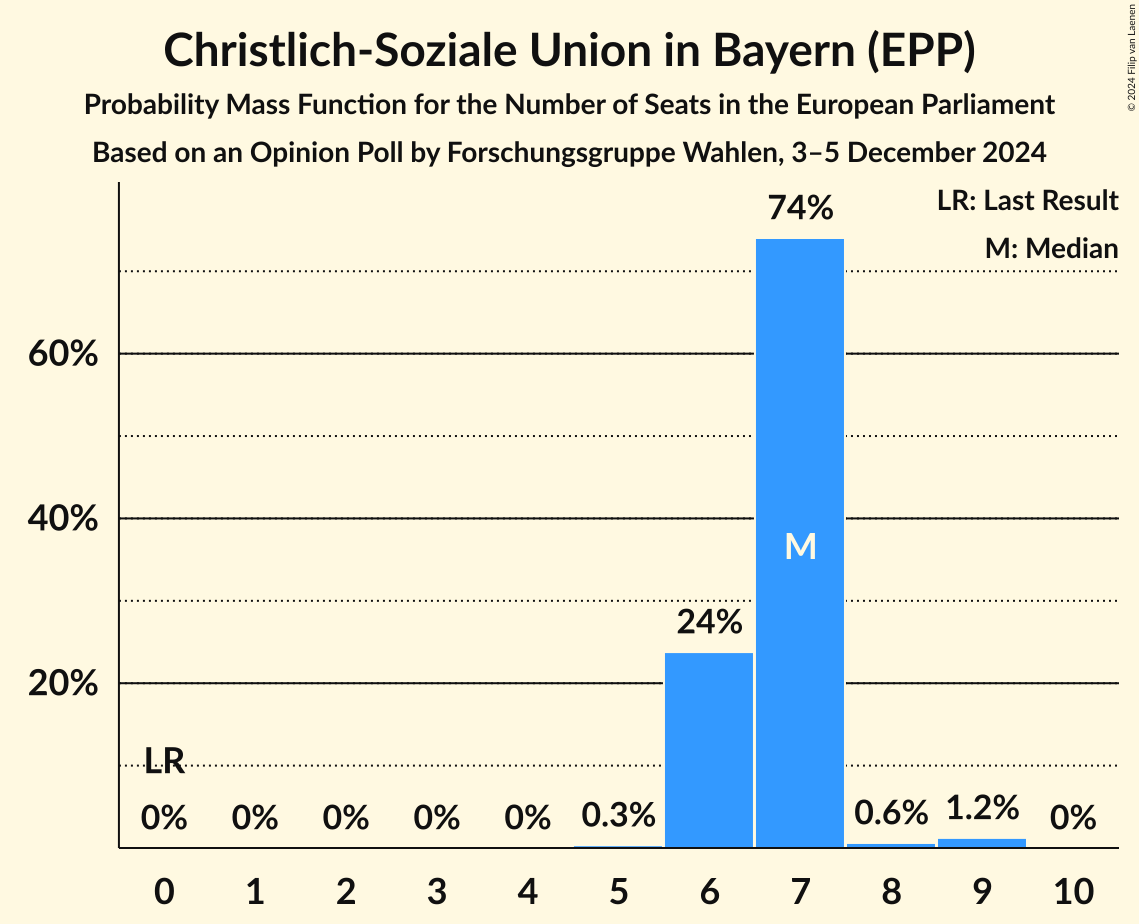 Christlich-Soziale Union in Bayern (EPP)
Probability Mass Function for the Number of Seats in the European Parliament
Based on an Opinion Poll by Forschungsgruppe Wahlen, 3–5 December 2024
© 2024 Filip van Laenen
LR: Last Result
M: Median
74%
60%
40%
M
24%
20%
LR
0% 0% 0% 0% 0% 0.3% 0.6% 1.2% 0%
0 1 2 3 4 5 6 7 8 9 10